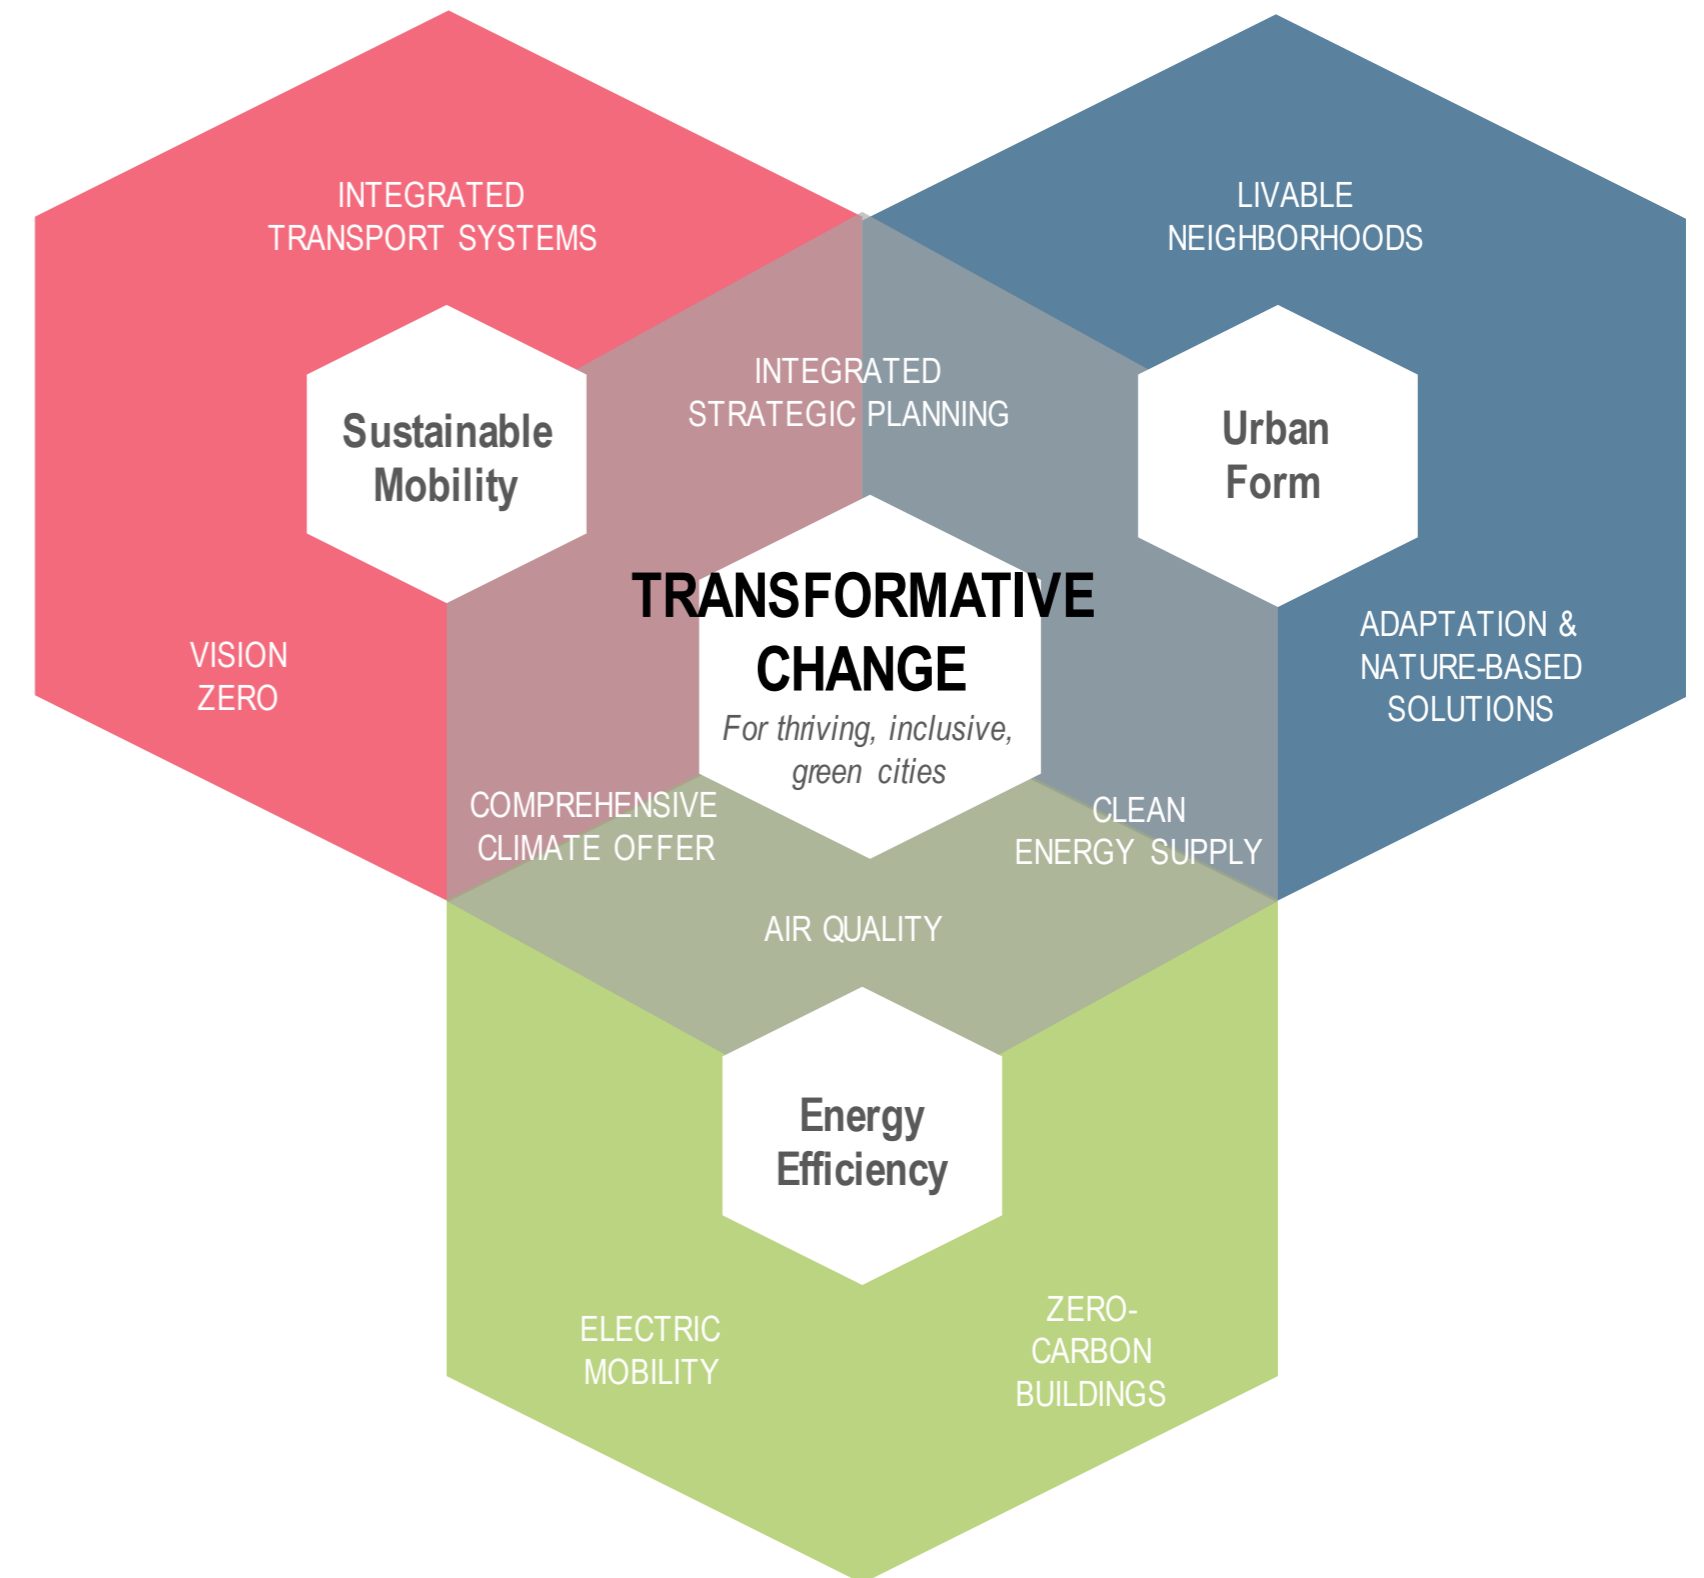 INTEGRATED
TRANSPORT SYSTEMS
LIVABLE
NEIGHBORHOODS
INTEGRATED
STRATEGIC PLANNING
Sustainable
Mobility
Urban
Form
TRANSFORMATIVE
CHANGE
For thriving, inclusive,
green cities
VISION
ZERO
ADAPTATION &
NATURE-BASED
SOLUTIONS
COMPREHENSIVE
CLIMATE OFFER
CLEAN
ENERGY SUPPLY
AIR QUALITY
Energy
Efficiency
ELECTRIC
MOBILITY
ZERO-
CARBON
BUILDINGS